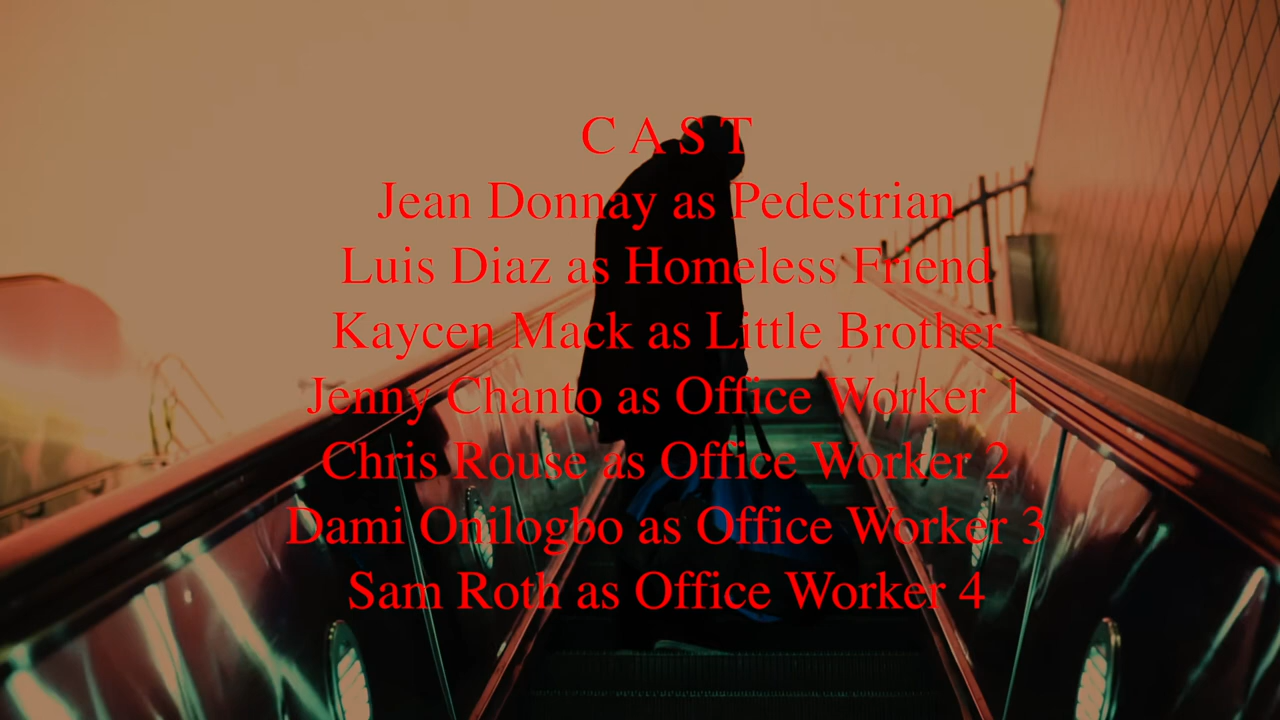 C A S T
Jean Donnay as Pedestrian
Luis Diaz as Homeless Friend
Kaycen Mack as Little Brother
Jenny Chanto as Office Worker 1
Chris Rouse as Office Worker 2
Dami Onilogbo as Office Worker 3
Sam Roth as Office Worker 4